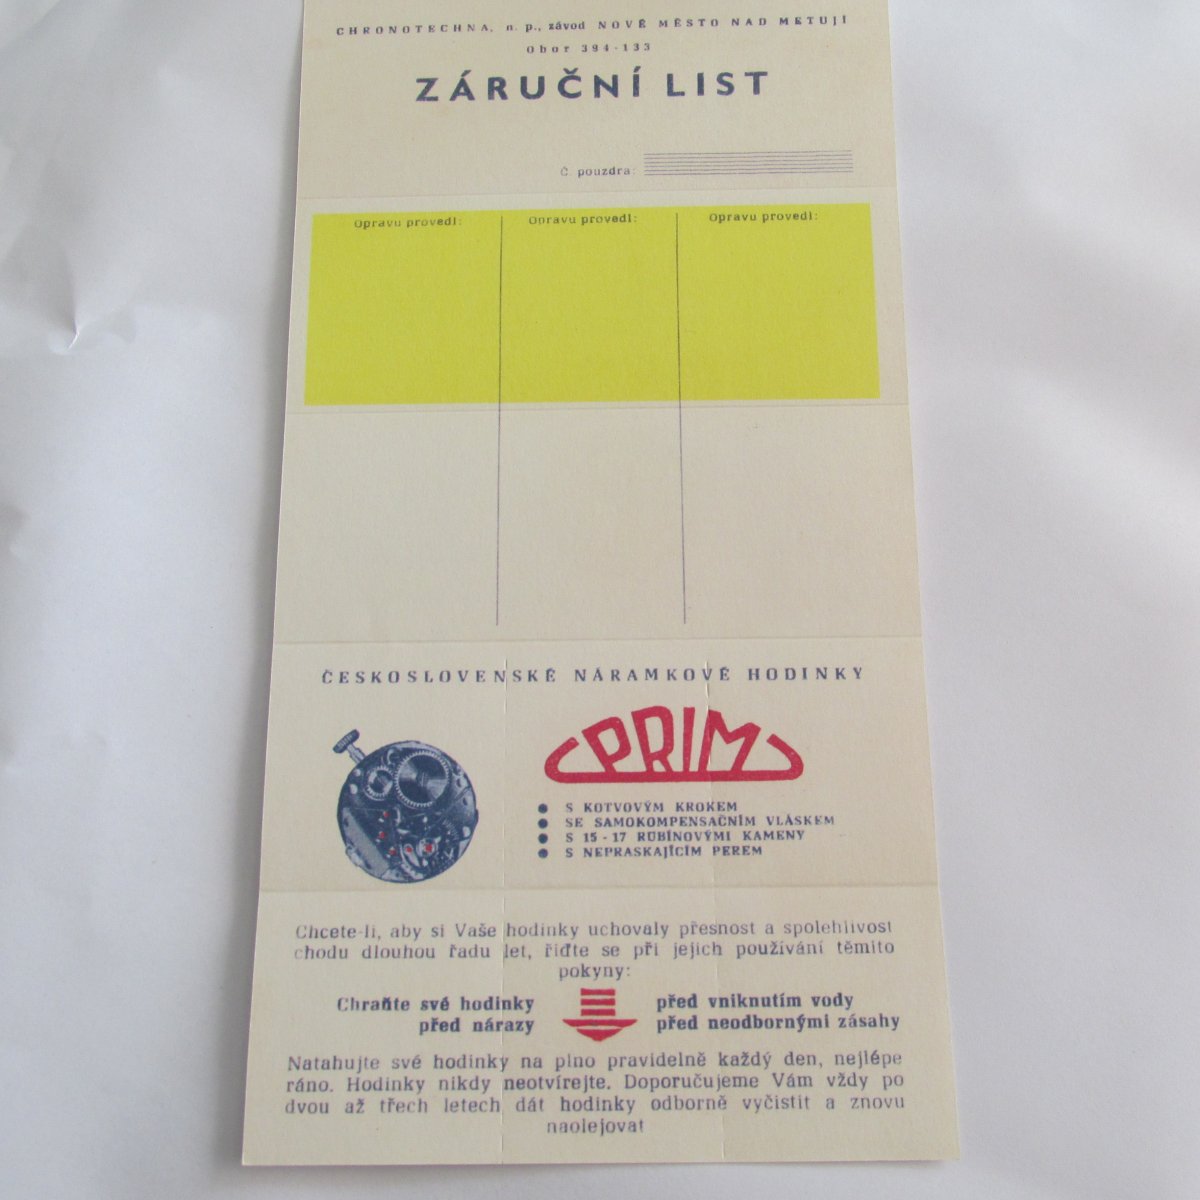 CHRONOTECHNA, n. p., závod NOVÉ MĚSTO NAD METUJÍ
Obor 394-133
ZÁRUČNÍ LIST
Č. pouzdra:
Opravu provedl: Opravu provedl: Opravu provedl:
ČESKOSLOVENSKÉ NÁRAMKOVÉ HODINKY
PRIM
• S KOTVOVÝM KROKEM
• SE SAMOKOMPENSAČNÍM VLÁSKEM
• S 15 - 17 RUBÍNOVÝMI KAMENY
• S NEPRASKAJÍCÍM PEREM
Chcete-li, aby si Vaše hodinky uchovaly přesnost a spolehlivost
chodu dlouhou řadu let, řiďte se při jejich používání těmito
pokyny:
Chraňte své hodinky před vniknutím vody
před nárazy před neodbornými zásahy
Natahujte své hodinky na plno pravidelně každý den, nejlépe
ráno. Hodinky nikdy neotvírejte. Doporučujeme Vám vždy po
dvou až třech letech dát hodinky odborně vyčistit a znovu
naolejovat